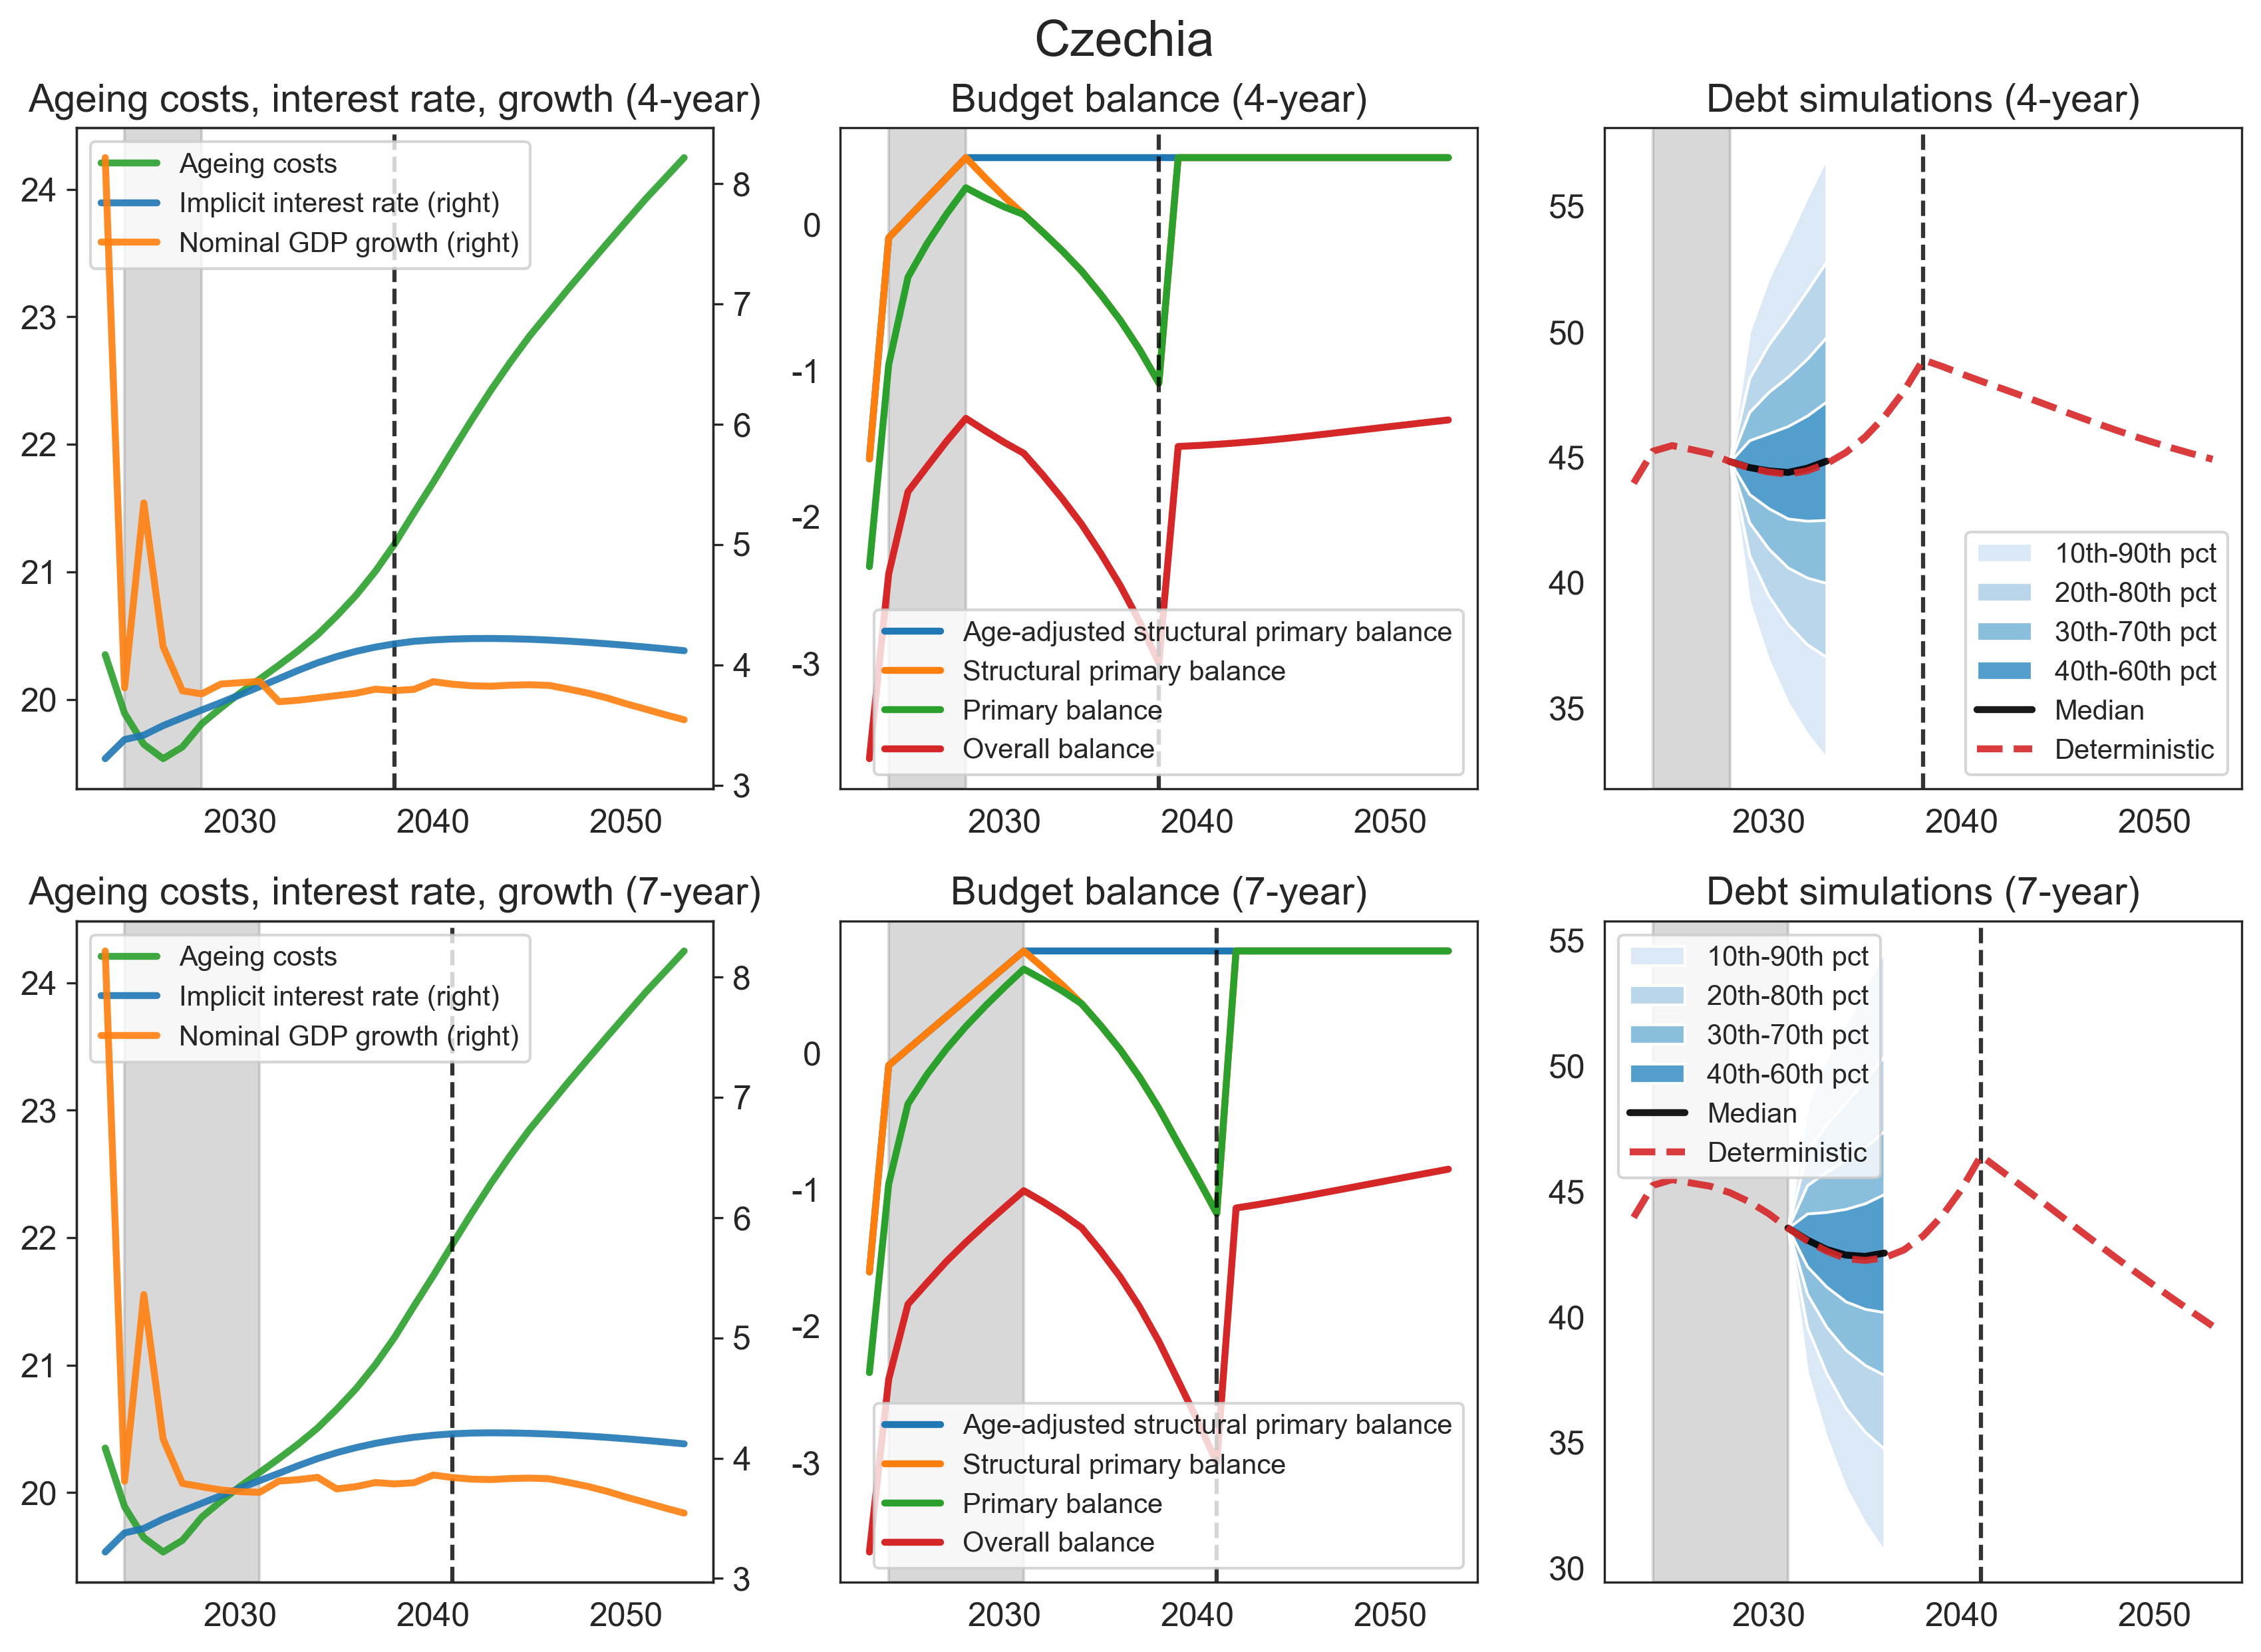 Czechia
Ageing costs, interest rate, growth (4-year)
Ageing costs
Implicit interest rate (right)
Nominal GDP growth (right)
24
23
22
21
20
8
7
6
5
4
3
2030 2040 2050
Budget balance (4-year)
0
-1
-2
-3
Age-adjusted structural primary balance
Structural primary balance
Primary balance
Overall balance
2030 2040 2050
Debt simulations (4-year)
55
50
45
40
35
10th-90th pct
20th-80th pct
30th-70th pct
40th-60th pct
Median
Deterministic
2030 2040 2050
Ageing costs, interest rate, growth (7-year)
Ageing costs
Implicit interest rate (right)
Nominal GDP growth (right)
24
23
22
21
20
8
7
6
5
4
3
2030 2040 2050
Budget balance (7-year)
0
-1
-2
-3
Age-adjusted structural primary balance
Structural primary balance
Primary balance
Overall balance
2030 2040 2050
Debt simulations (7-year)
55
50
45
40
35
30
10th-90th pct
20th-80th pct
30th-70th pct
40th-60th pct
Median
Deterministic
2030 2040 2050